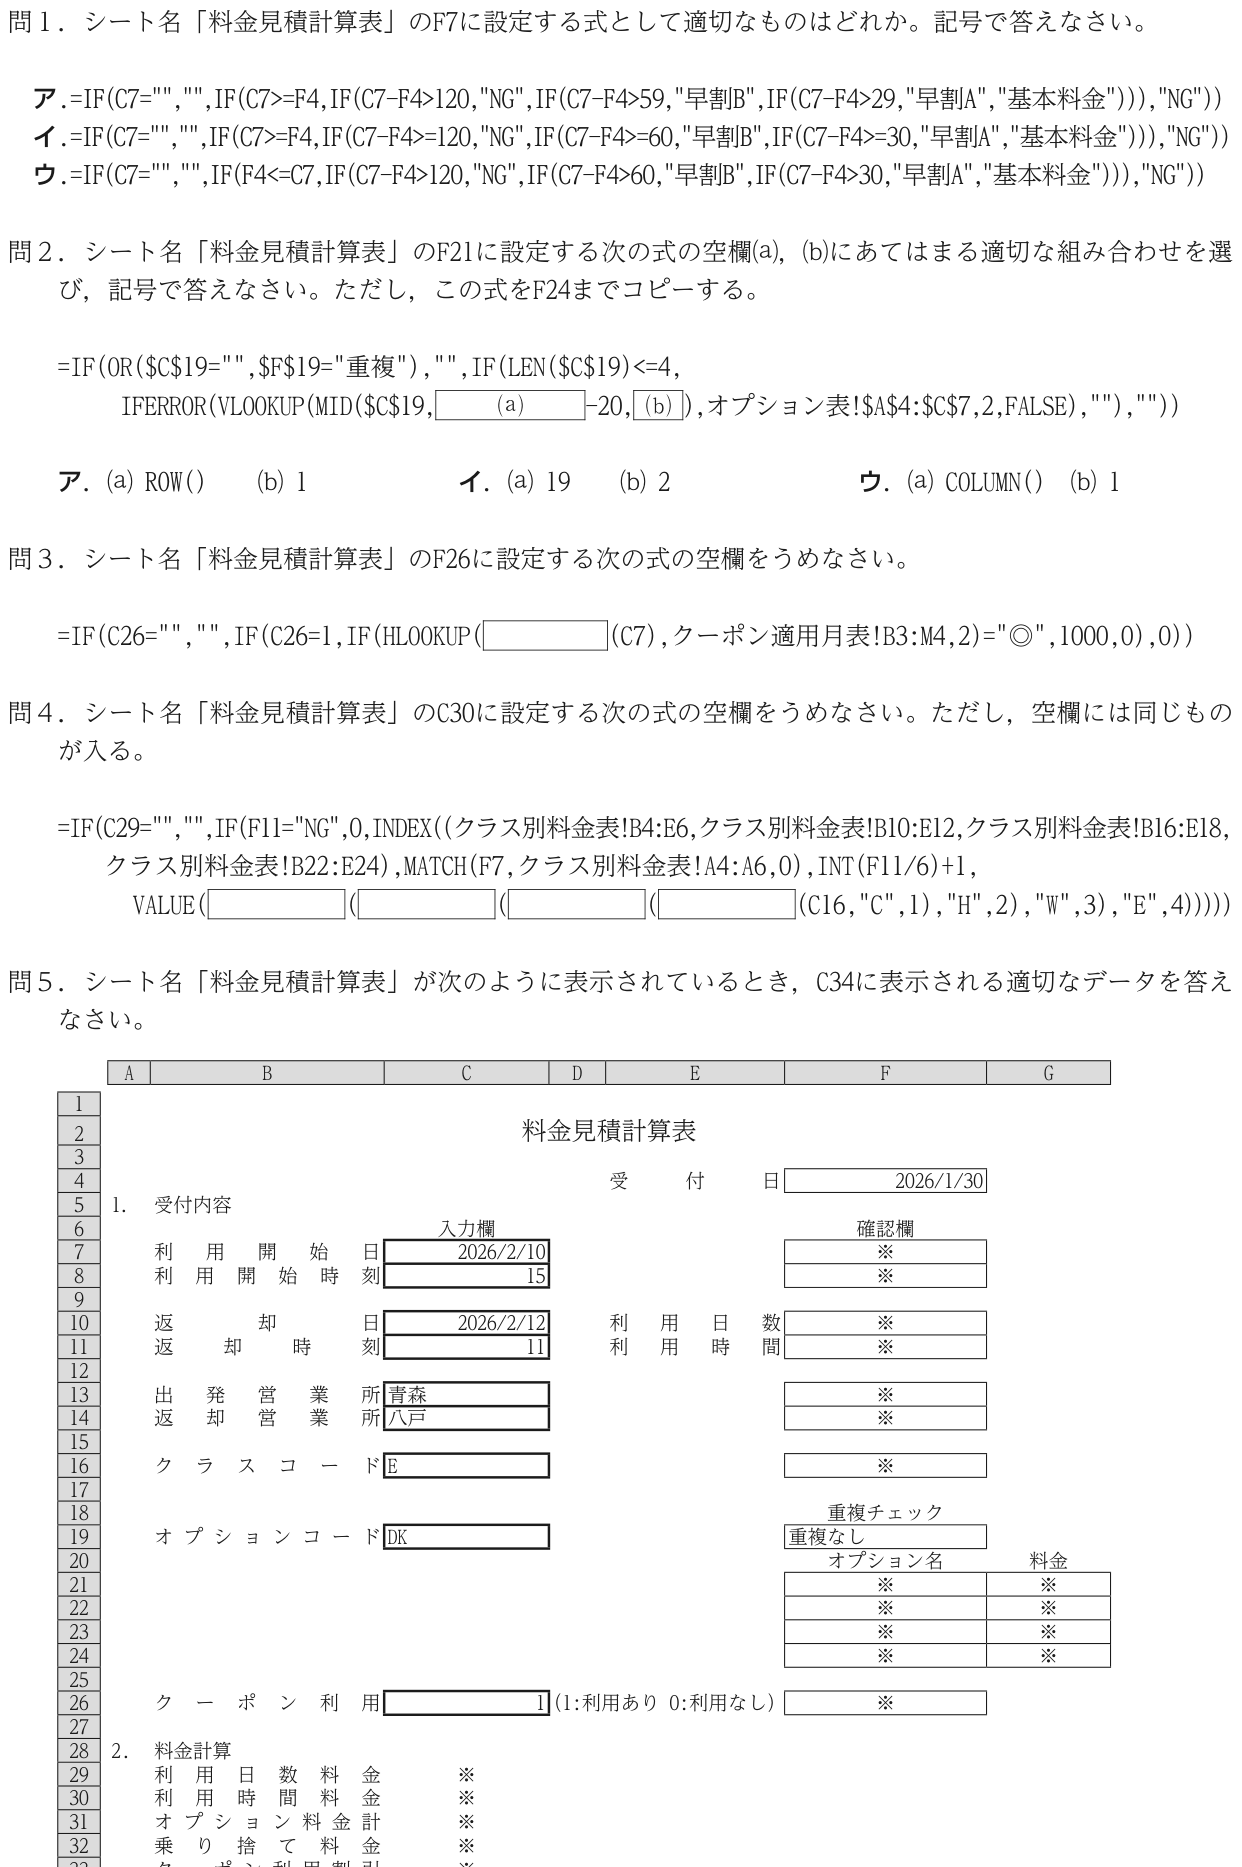 問１．シート名「料金見積計算表」のF7に設定する式として適切なものはどれか。記号で答えなさい。
ア.=IF(C7="","",IF(C7>=F4,IF(C7-F4>120,"NG",IF(C7-F4>59,"早割B",IF(C7-F4>29,"早割A","基本料金"))),"NG"))
イ.=IF(C7="","",IF(C7>=F4,IF(C7-F4>=120,"NG",IF(C7-F4>=60,"早割B",IF(C7-F4>=30,"早割A","基本料金"))),"NG"))
ウ.=IF(C7="","",IF(F4<=C7,IF(C7-F4>120,"NG",IF(C7-F4>60,"早割B",IF(C7-F4>30,"早割A","基本料金"))),"NG"))
問２．シート名「料金見積計算表」のF21に設定する次の式の空欄(a)，(b)にあてはまる適切な組み合わせを選
び，記号で答えなさい。ただし，この式をF24までコピーする。
=IF(OR($C$19="",$F$19="重複"),"",IF(LEN($C$19)<=4,
IFERROR(VLOOKUP(MID($C$19,(a)-20,(b)),オプション表!$A$4:$C$7,2,FALSE),""),""))
ア．(a) ROW() (b) 1 イ．(a) 19 (b) 2 ウ．(a) COLUMN() (b) 1
問３．シート名「料金見積計算表」のF26に設定する次の式の空欄をうめなさい。
=IF(C26="","",IF(C26=1,IF(HLOOKUP( (C7),クーポン適用月表!B3:M4,2)="◎",1000,0),0))
問４．シート名「料金見積計算表」のC30に設定する次の式の空欄をうめなさい。ただし，空欄には同じもの
が入る。
=IF(C29="","",IF(F11="NG",0,INDEX((クラス別料金表!B4:E6,クラス別料金表!B10:E12,クラス別料金表!B16:E18,
クラス別料金表!B22:E24),MATCH(F7,クラス別料金表!A4:A6,0),INT(F11/6)+1,
VALUE( ( ( ( (C16,"C",1),"H",2),"W",3),"E",4)))))
問５．シート名「料金見積計算表」が次のように表示されているとき，C34に表示される適切なデータを答え
なさい。
A B C D E F G
1
2 料金見積計算表
3
4 受付日 2026/1/30
5 1. 受付内容
6 入力欄 確認欄
7 利用開始日 2026/2/10 ※
8 利用開始時刻 15 ※
9
10 返却日 2026/2/12 利用日数 ※
11 返却時刻 11 利用時間 ※
12
13 出発営業所 青森 ※
14 返却営業所 八戸 ※
15
16 クラスコード E ※
17
18 重複チェック
19 オプションコード DK 重複なし
20 オプション名 料金
21 ※ ※
22 ※ ※
23 ※ ※
24 ※ ※
25
26 クーポン利用 1 (1:利用あり 0:利用なし) ※
27
28 2. 料金計算
29 利用日数料金 ※
30 利用時間料金 ※
31 オプション料金計 ※
32 乗り捨て料金 ※